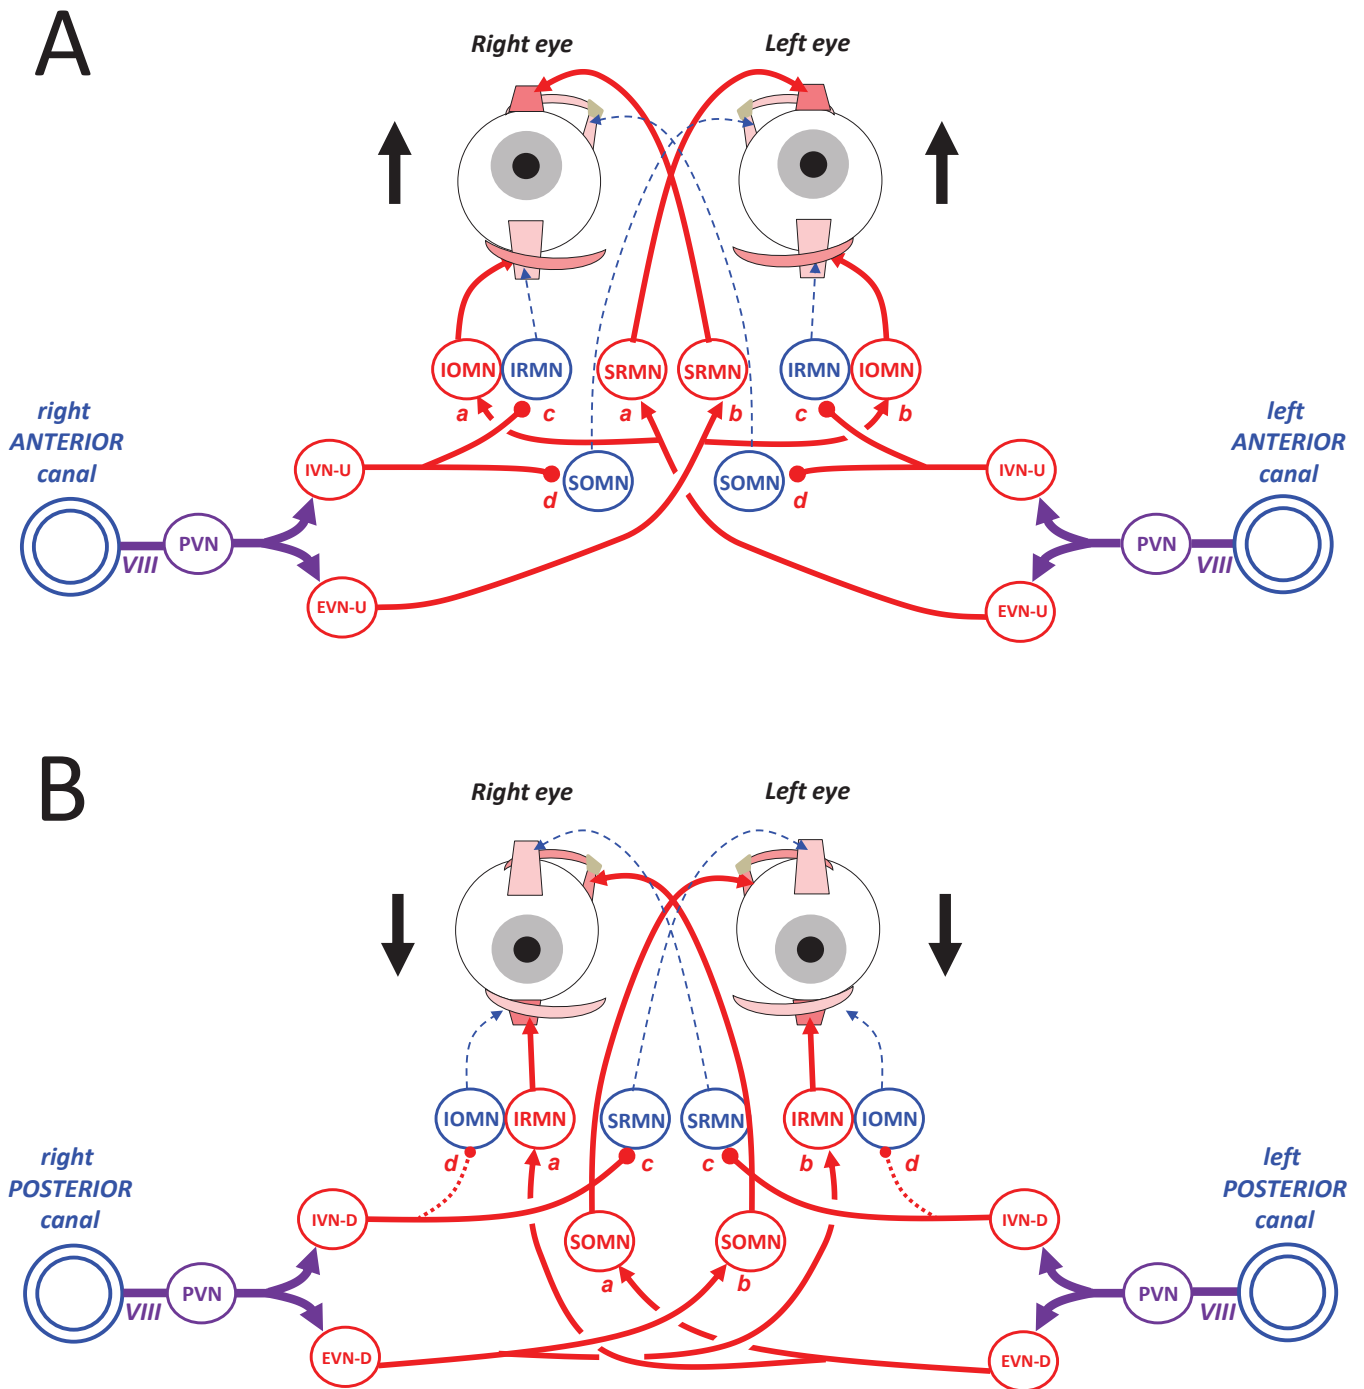 A
Right eye
Left eye
IOMN
IRMN
SRMN
SRMN
IRMN
IOMN
a
c
a
b
c
b
right
ANTERIOR
canal
left
ANTERIOR
canal
IVN-U
SOMN
SOMN
IVN-U
d
d
PVN
VIII
PVN
VIII
EVN-U
EVN-U
B
Right eye
Left eye
IOMN
IRMN
SRMN
SRMN
IRMN
IOMN
d
a
c
c
b
d
right
POSTERIOR
canal
left
POSTERIOR
canal
IVN-D
SOMN
SOMN
IVN-D
a
b
PVN
VIII
PVN
VIII
EVN-D
EVN-D